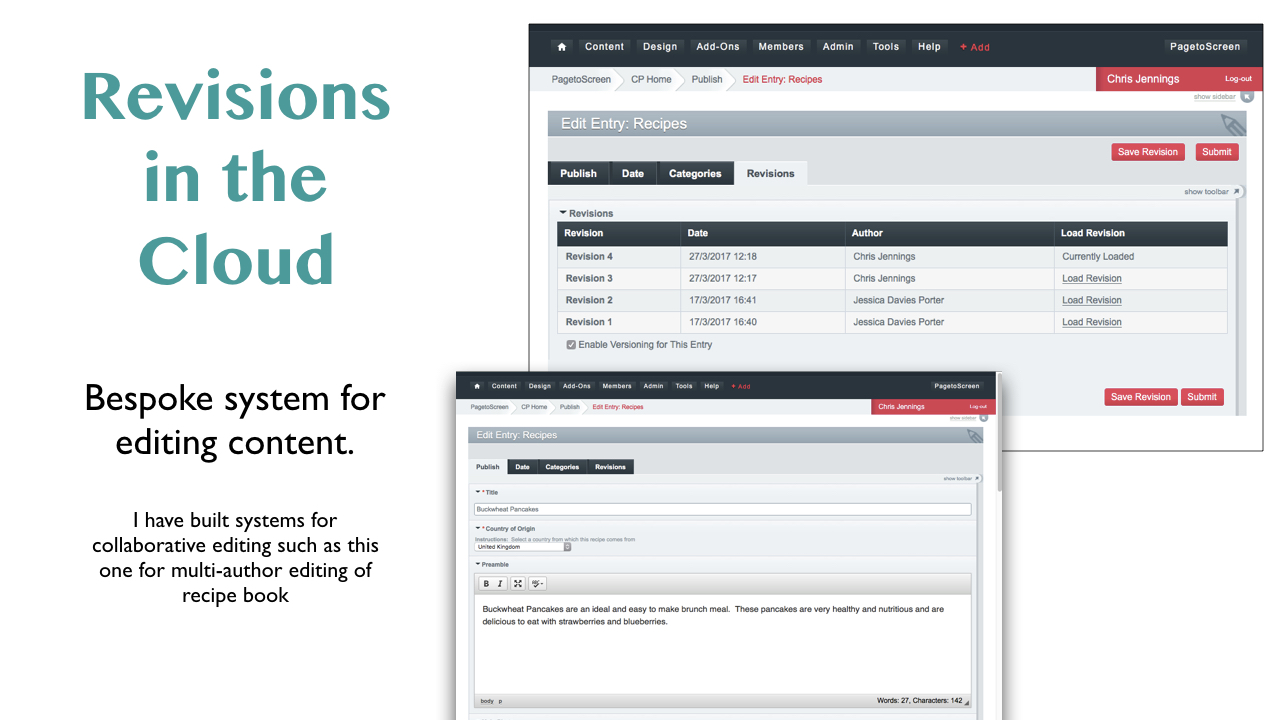 Revisions
in the
Cloud
Bespoke system for
editing content.
I have built systems for
collaborative editing such as this
one for multi-author editing of
recipe book
Content Design Add-Ons Members Admin Tools Help + Add PagetoScreen
PagetoScreen CP Home Publish Edit Entry: Recipes Chris Jennings Log-out
show sidebar
Edit Entry: Recipes
Save Revision Submit
Publish Date Categories Revisions
show toolbar
Revisions
Revision Date Author Load Revision
Revision 4 27/3/2017 12:18 Chris Jennings Currently Loaded
Revision 3 27/3/2017 12:17 Chris Jennings Load Revision
Revision 2 17/3/2017 16:41 Jessica Davies Porter Load Revision
Revision 1 17/3/2017 16:40 Jessica Davies Porter Load Revision
Enable Versioning for This Entry
Save Revision Submit
Content Design Add-Ons Members Admin Tools Help + Add PagetoScreen
PagetoScreen CP Home Publish Edit Entry: Recipes Chris Jennings Log out
show sidebar
Edit Entry: Recipes
Publish Date Categories Revisions
show toolbar
* Title
Buckwheat Pancakes
* Country of Origin
Instructions: Select a country from which this recipe comes from
United Kingdom
Preamble
B I ABC
Buckwheat Pancakes are an ideal and easy to make brunch meal. These pancakes are very healthy and nutritious and are
delicious to eat with strawberries and blueberries.
body p Words: 27, Characters: 142